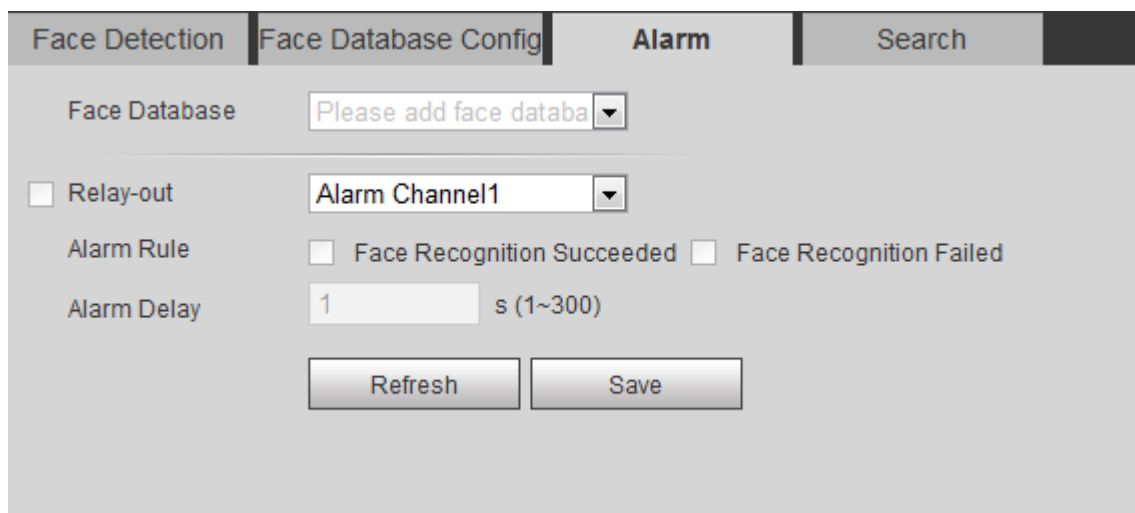 Face Detection Face Database Config Alarm Search
Face Database Please add face databa
Relay-out Alarm Channel1
Alarm Rule Face Recognition Succeeded Face Recognition Failed
Alarm Delay 1 s (1~300)
Refresh Save